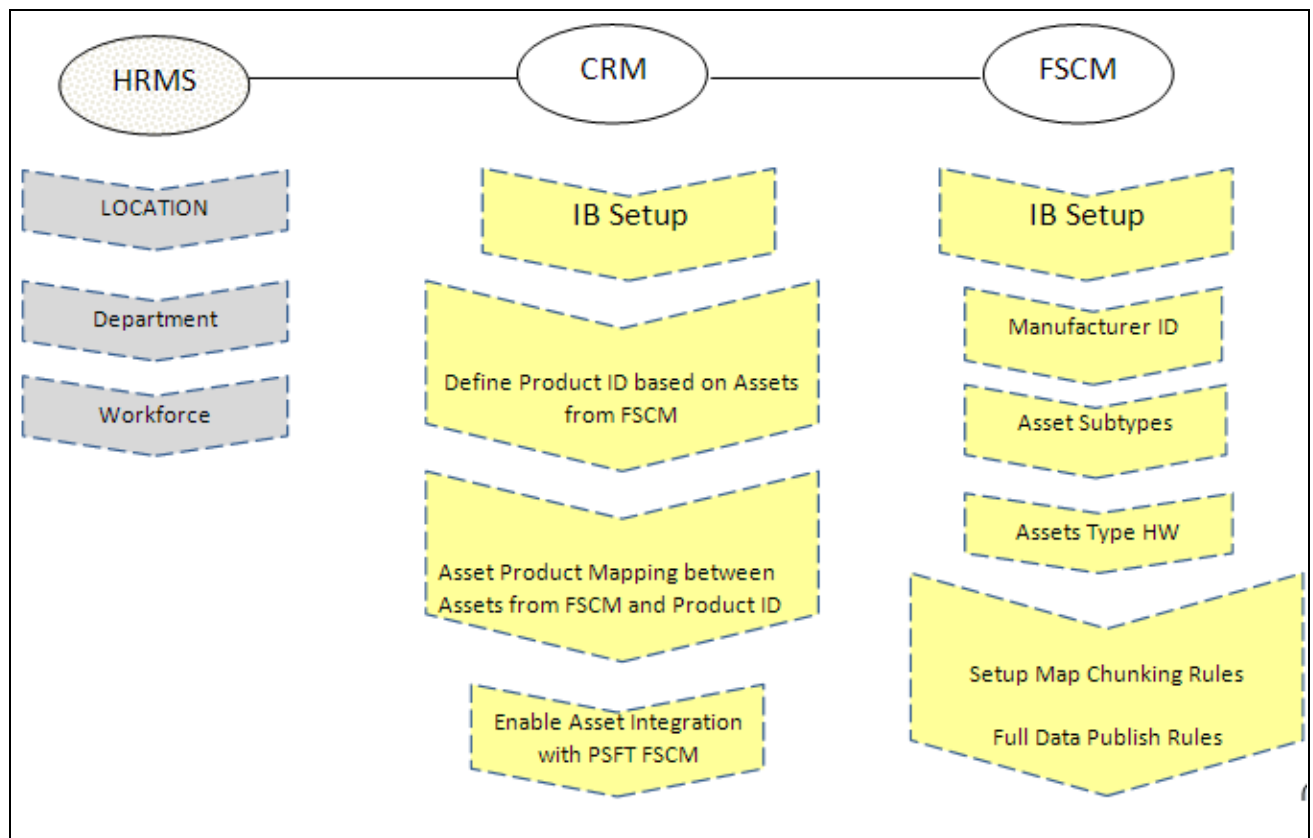 HRMS
CRM
FSCM
LOCATION
Department
Workforce
IB Setup
Define Product ID based on Assets
from FSCM
Asset Product Mapping between
Assets from FSCM and Product ID
Enable Asset Integration
with PSFT FSCM
IB Setup
Manufacturer ID
Asset Subtypes
Assets Type HW
Setup Map Chunking Rules
Full Data Publish Rules